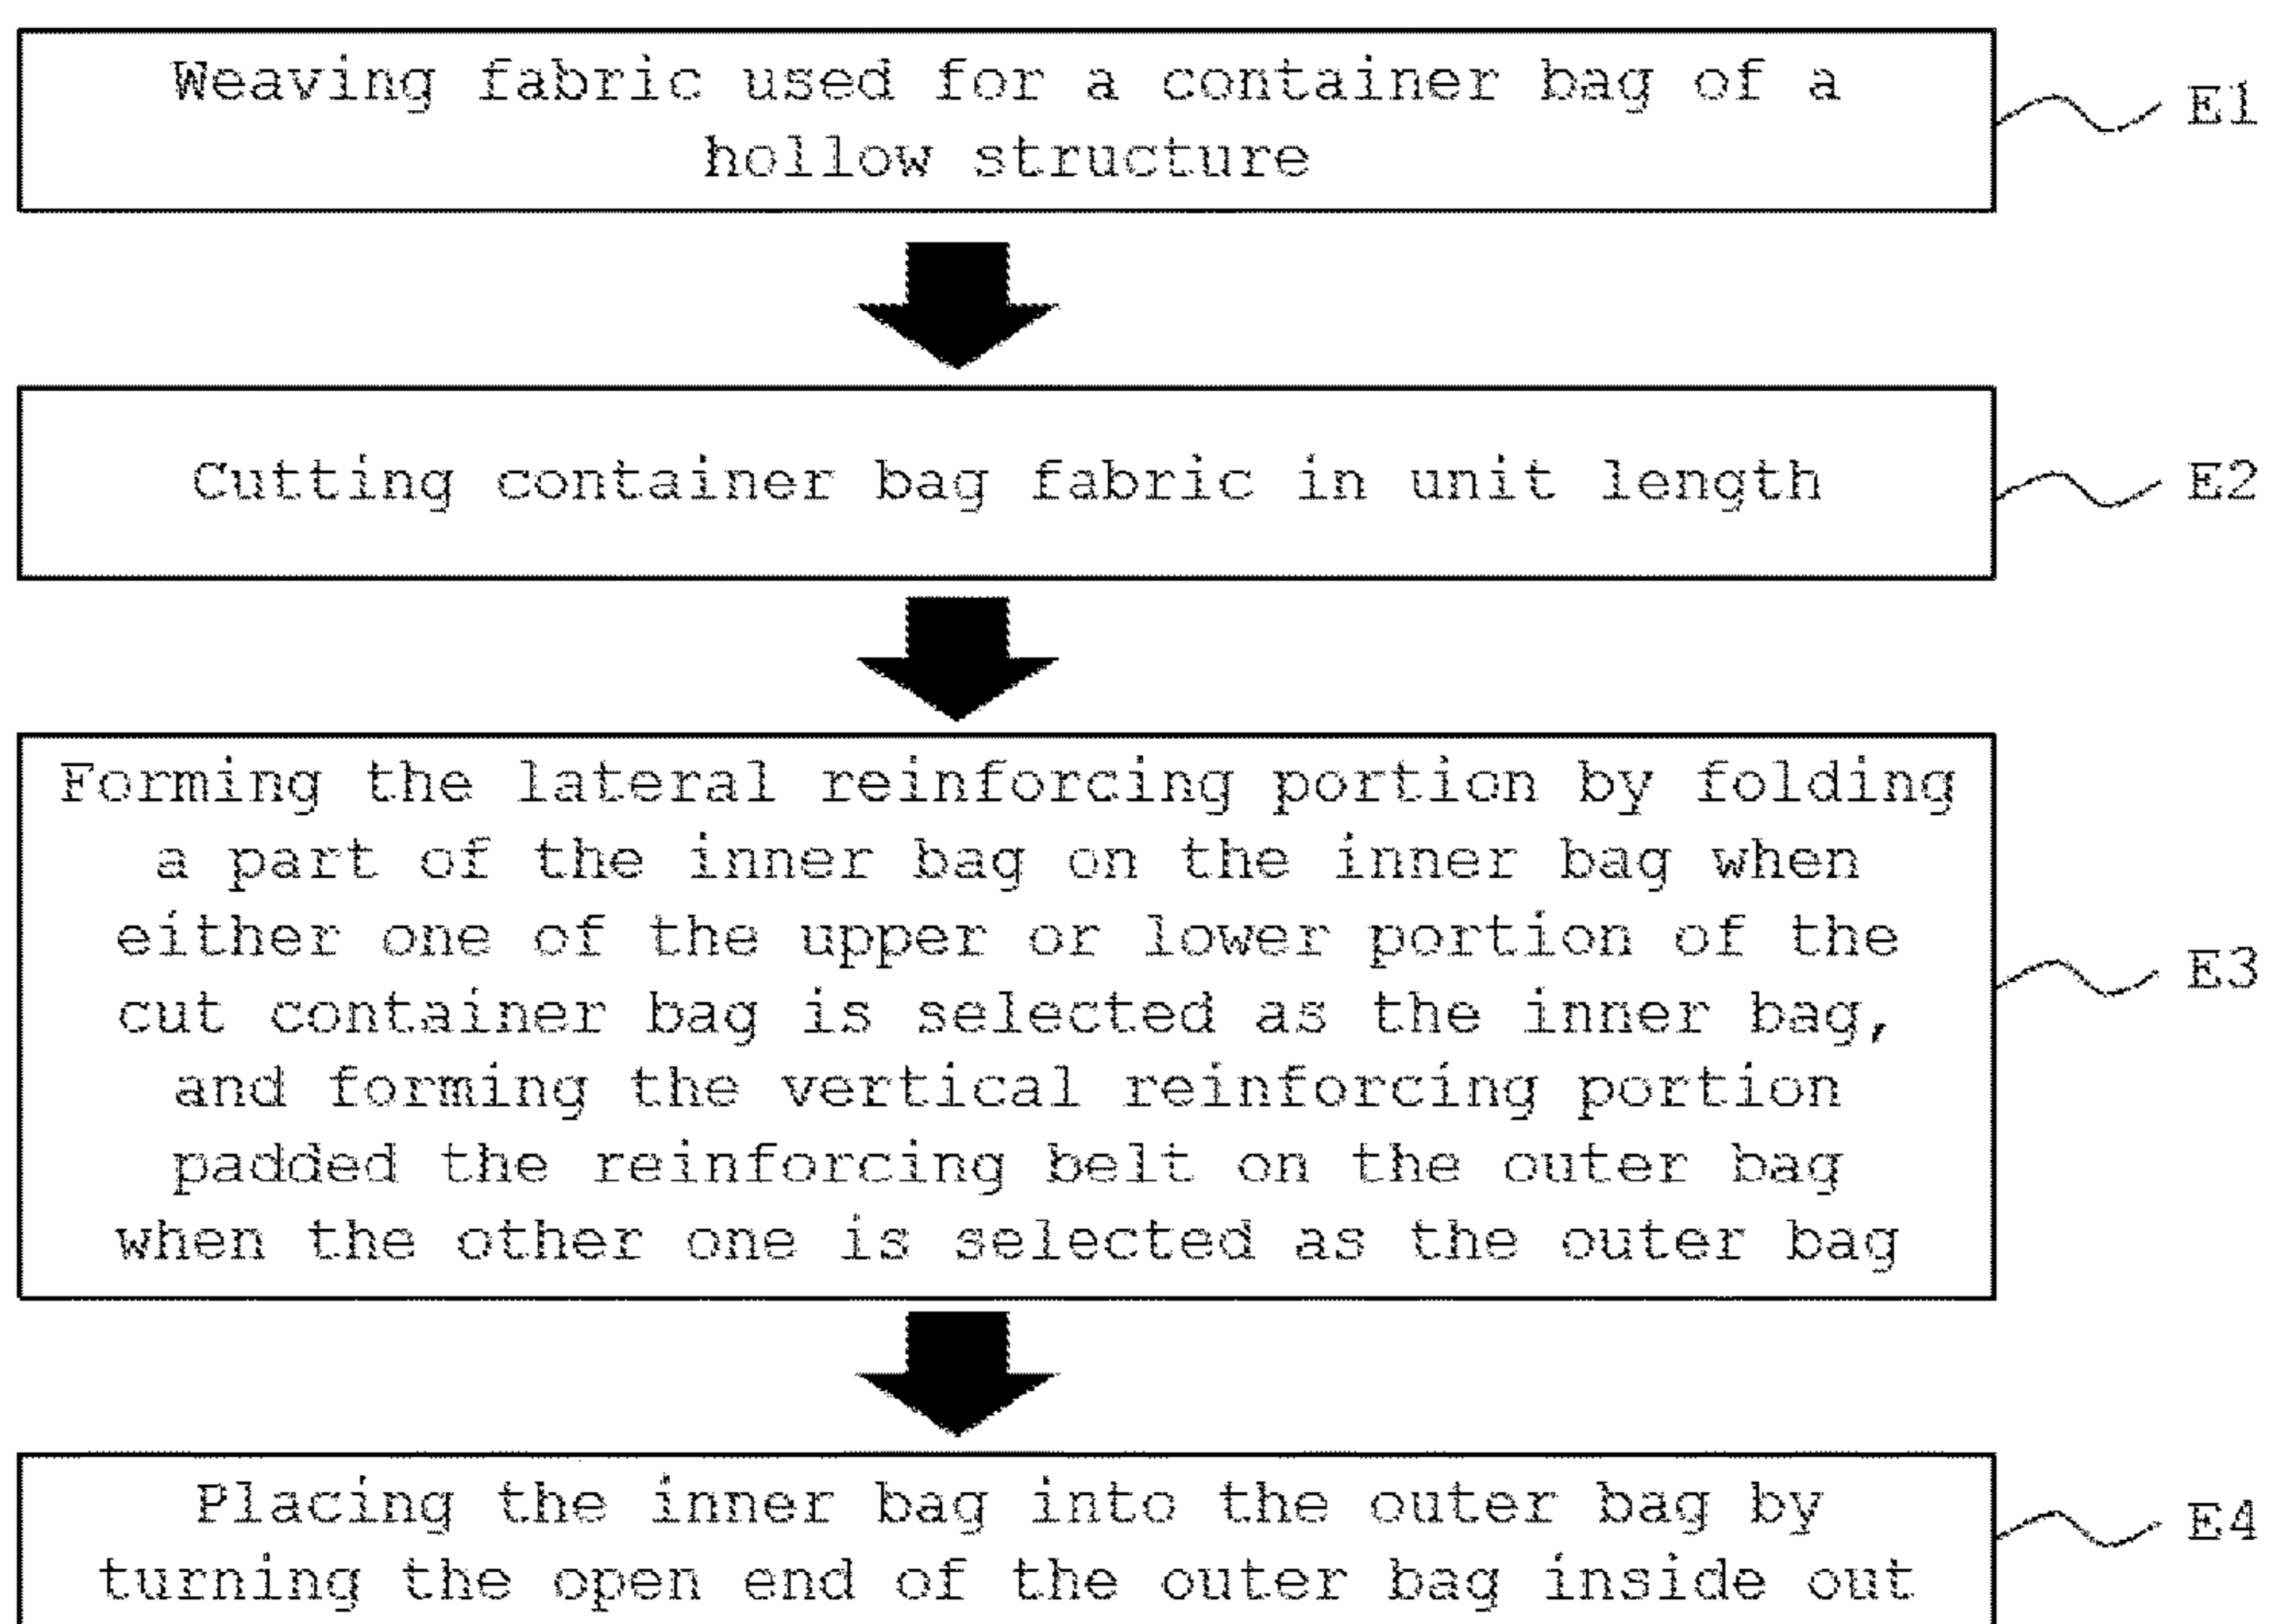 Weaving fabric used for a container bag of a
hollow structure
E1
Cutting container bag fabric in unit length
E2
Forming the lateral reinforcing portion by folding
a part of the inner bag on the inner bag when
either one of the upper or lower portion of the
cut container bag is selected as the inner bag,
and forming the vertical reinforcing portion
padded the reinforcing belt on the outer bag
when the other one is selected as the outer bag
E3
Placing the inner bag into the outer bag by
turning the open end of the outer bag inside out
E4